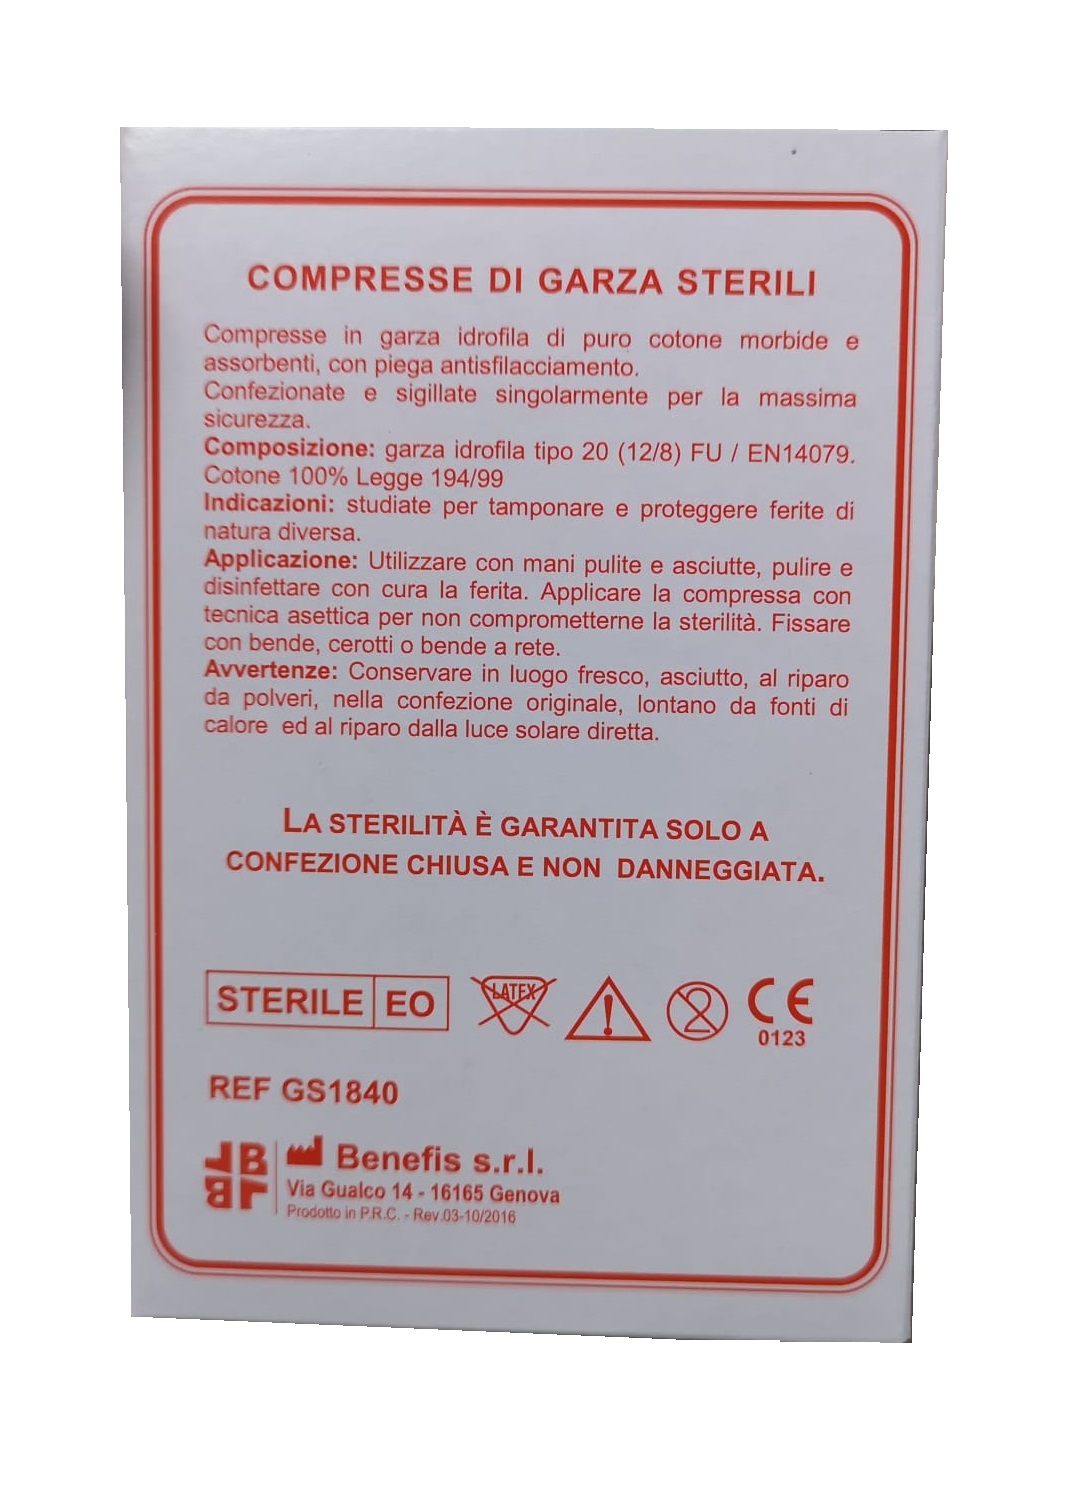 COMPRESSE DI GARZA STERILI
Compresse in garza idrofila di puro cotone morbide e
assorbenti, con piega antisfilacciamento.
Confezionate e sigillate singolarmente per la massima
sicurezza.
Composizione: garza idrofila tipo 20 (12/8) FU / EN14079.
Cotone 100% Legge 194/99
Indicazioni: studiate per tamponare e proteggere ferite di
natura diversa.
Applicazione: Utilizzare con mani pulite e asciutte, pulire e
disinfettare con cura la ferita. Applicare la compressa con
tecnica asettica per non comprometterne la sterilità. Fissare
con bende, cerotti o bende a rete.
Avvertenze: Conservare in luogo fresco, asciutto, al riparo
da polveri, nella confezione originale, lontano da fonti di
calore ed al riparo dalla luce solare diretta.
LA STERILITÀ È GARANTITA SOLO A
CONFEZIONE CHIUSA E NON DANNEGGIATA.
STERILE EO LATEX ! 2 CE
0123
REF GS1840
Benefis s.r.l.
Via Gualco 14 - 16165 Genova
Prodotto in P.R.C. - Rev.03-10/2016